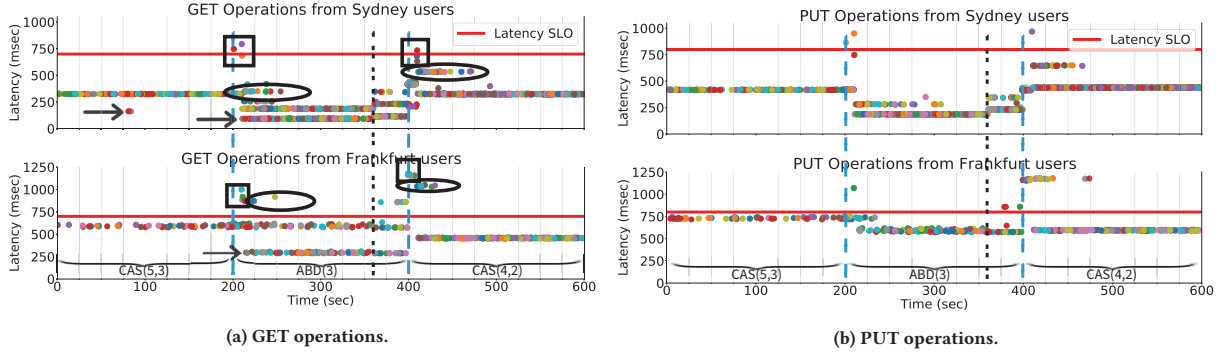 GET Operations from Sydney users
Latency (msec)
1000
750
500
250
0
Latency SLO
GET Operations from Frankfurt users
Latency (msec)
1250
1000
750
500
250
0
CAS(5,3)
ABD(3)
CAS(4,2)
0
100
200
300
400
500
600
Time (sec)
(a) GET operations.
PUT Operations from Sydney users
Latency (msec)
1000
750
500
250
0
Latency SLO
PUT Operations from Frankfurt users
Latency (msec)
1250
1000
750
500
250
0
CAS(5,3)
ABD(3)
CAS(4,2)
0
100
200
300
400
500
600
Time (sec)
(b) PUT operations.